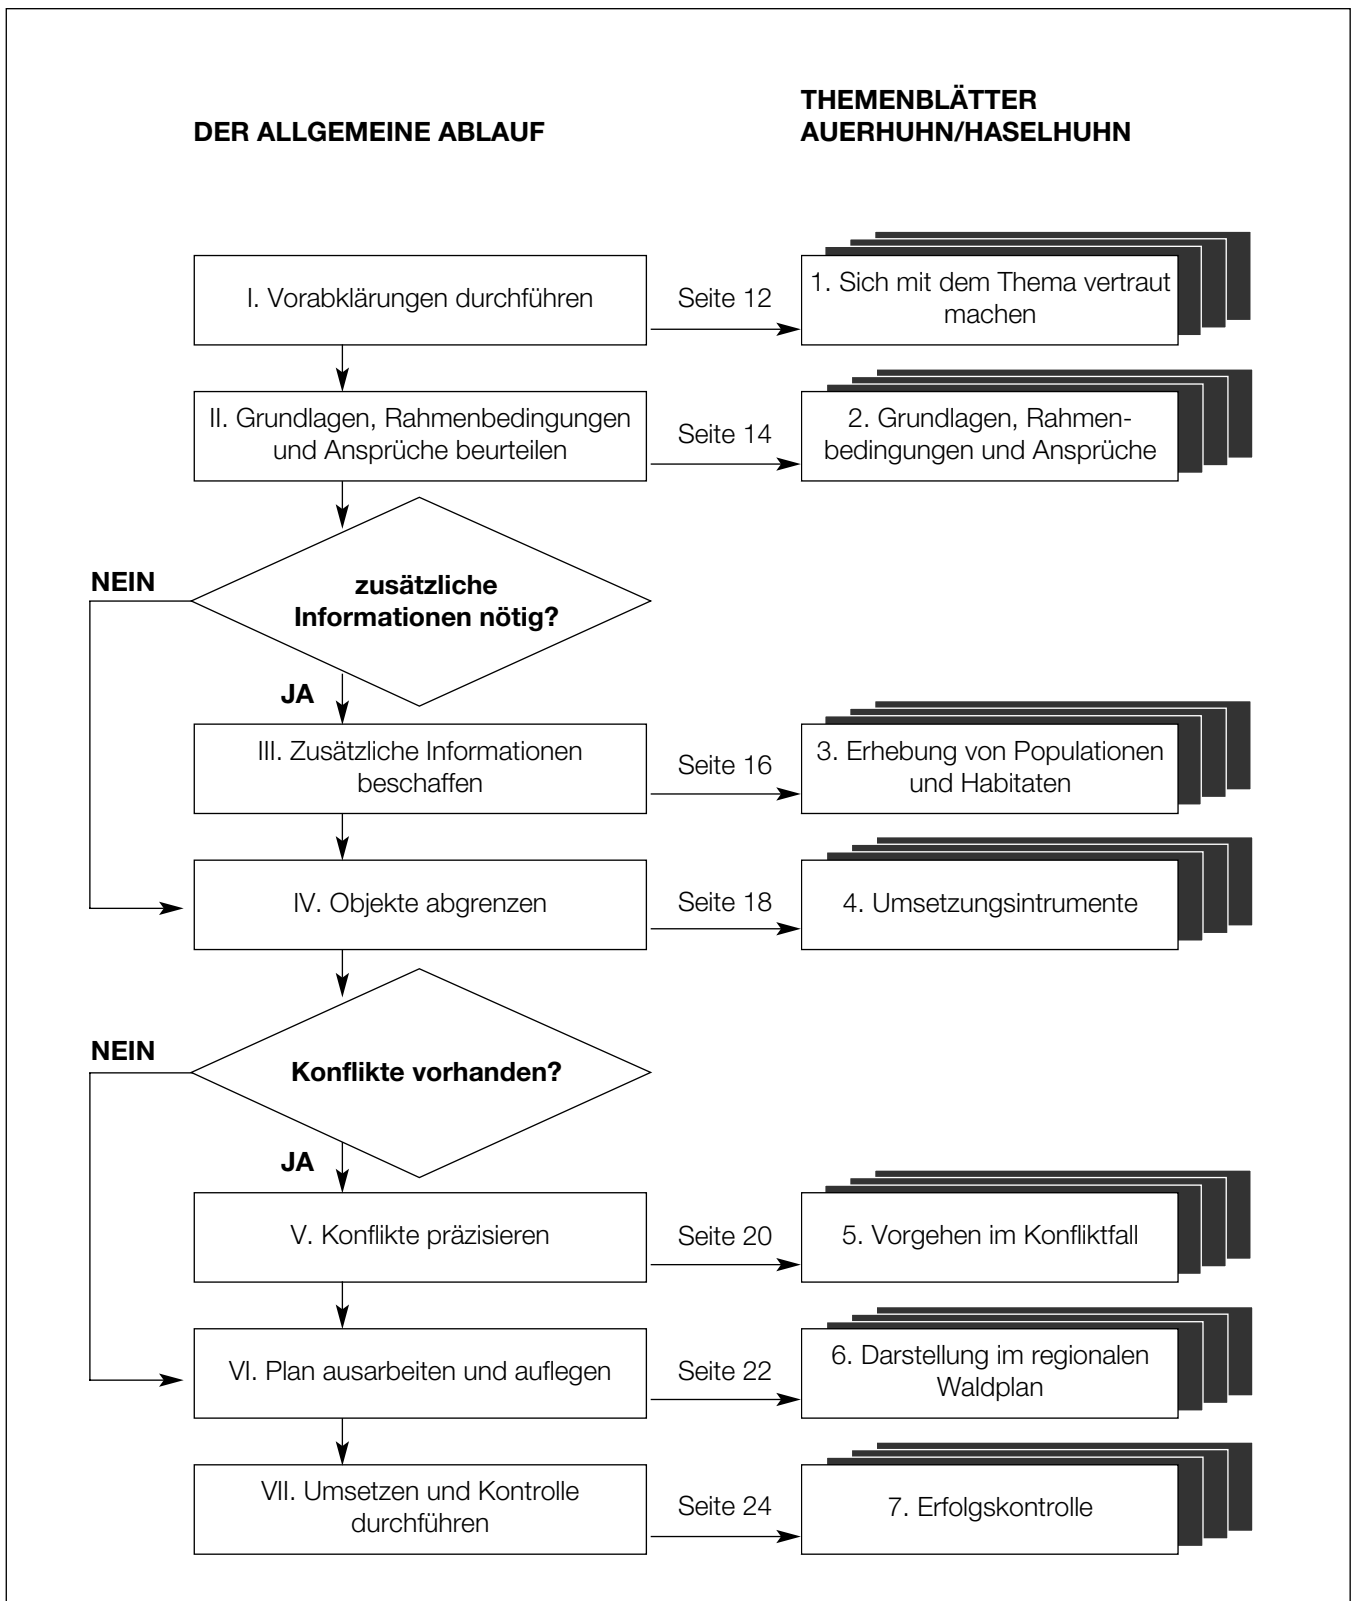 DER ALLGEMEINE ABLAUF
THEMENBLÄTTER
AUERHUHN/HASELHUHN
I. Vorabklärungen durchführen
Seite 12
1. Sich mit dem Thema vertraut
machen
II. Grundlagen, Rahmenbedingungen
und Ansprüche beurteilen
Seite 14
2. Grundlagen, Rahmen-
bedingungen und Ansprüche
NEIN
zusätzliche
Informationen nötig?
JA
III. Zusätzliche Informationen
beschaffen
Seite 16
3. Erhebung von Populationen
und Habitaten
IV. Objekte abgrenzen
Seite 18
4. Umsetzungsintrumente
NEIN
Konflikte vorhanden?
JA
V. Konflikte präzisieren
Seite 20
5. Vorgehen im Konfliktfall
VI. Plan ausarbeiten und auflegen
Seite 22
6. Darstellung im regionalen
Waldplan
VII. Umsetzen und Kontrolle
durchführen
Seite 24
7. Erfolgskontrolle